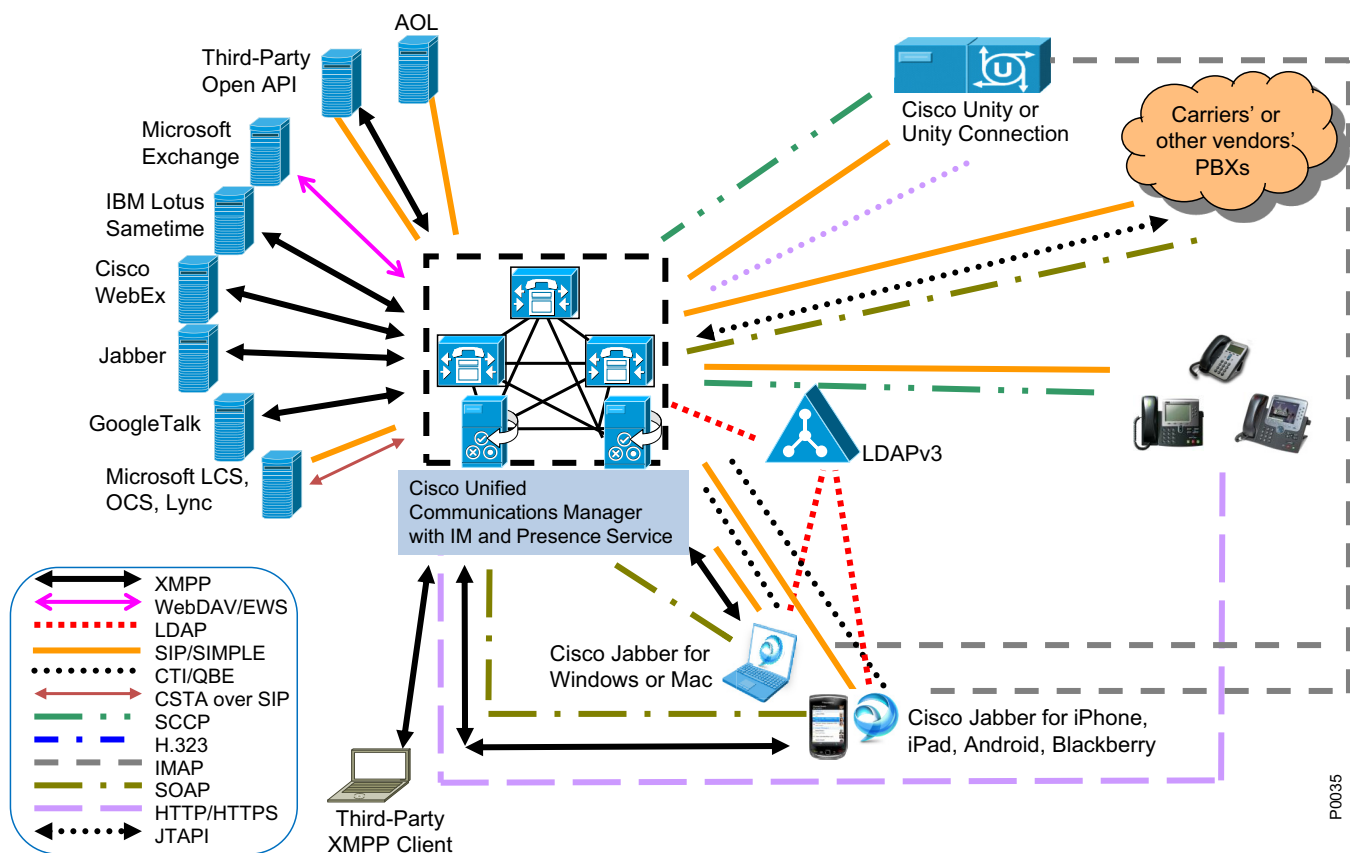 AOL
Third-Party
Open API
Microsoft
Exchange
IBM Lotus
Sametime
Cisco
WebEx
Jabber
GoogleTalk
Microsoft LCS,
OCS, Lync
U
Cisco Unity or
Unity Connection
Carriers' or
other vendors'
PBXs
LDAPv3
Cisco Unified
Communications Manager
with IM and Presence Service
Cisco Jabber for
Windows or Mac
Cisco Jabber for iPhone,
iPad, Android, Blackberry
Third-Party
XMPP Client
XMPP
WebDAV/EWS
LDAP
SIP/SIMPLE
CTI/QBE
CSTA over SIP
SCCP
H.323
IMAP
SOAP
HTTP/HTTPS
JTAPI
P0035